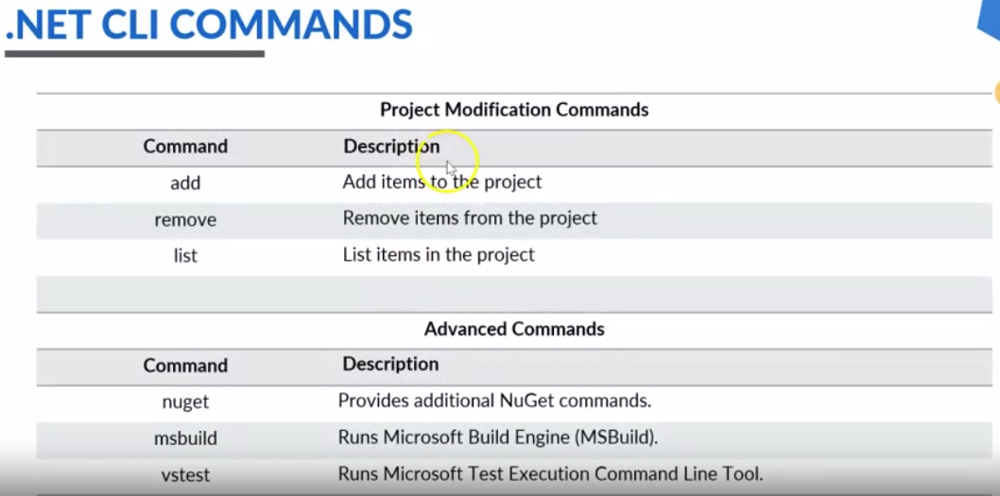 .NET CLI COMMANDS
Project Modification Commands
Command Description
add Add items to the project
remove Remove items from the project
list List items in the project
Advanced Commands
Command Description
nuget Provides additional NuGet commands.
msbuild Runs Microsoft Build Engine (MSBuild).
vstest Runs Microsoft Test Execution Command Line Tool.